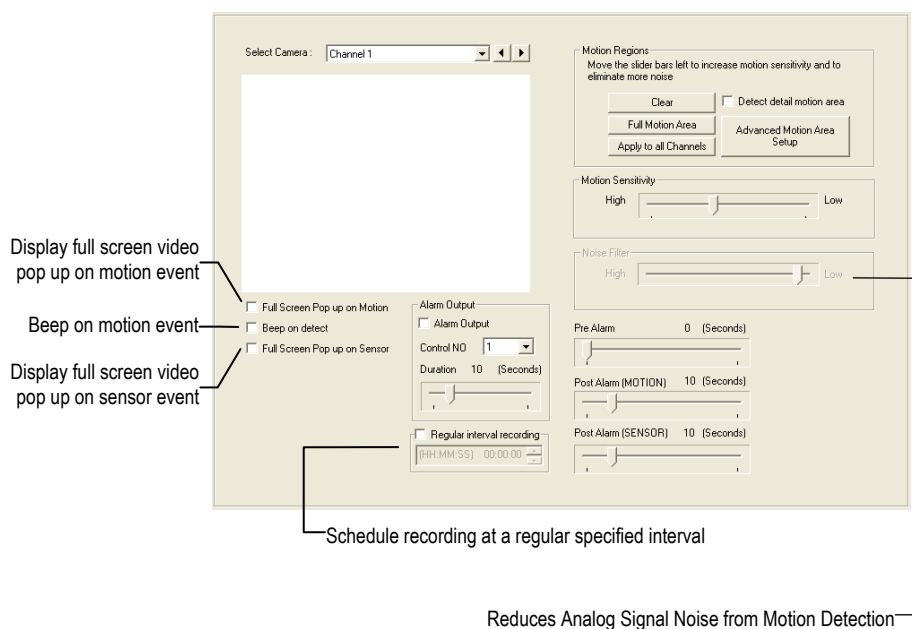 Select Camera :
Channel 1
Motion Regions
Move the slider bars left to increase motion sensitivity and to
eliminate more noise
Clear
Detect detail motion area
Full Motion Area
Advanced Motion Area
Setup
Apply to all Channels
Motion Sensitivity
High
Low
Noise Filter
High
Low
Display full screen video
pop up on motion event
Beep on motion event
Display full screen video
pop up on sensor event
Full Screen Pop up on Motion
Beep on detect
Full Screen Pop up on Sensor
Alarm Output
Alarm Output
Control NO 1
Duration 10 (Seconds)
Regular interval recording
(HH:MM:SS) 00:00:00
Pre Alarm 0 (Seconds)
Post Alarm (MOTION) 10 (Seconds)
Post Alarm (SENSOR) 10 (Seconds)
Schedule recording at a regular specified interval
Reduces Analog Signal Noise from Motion Detection